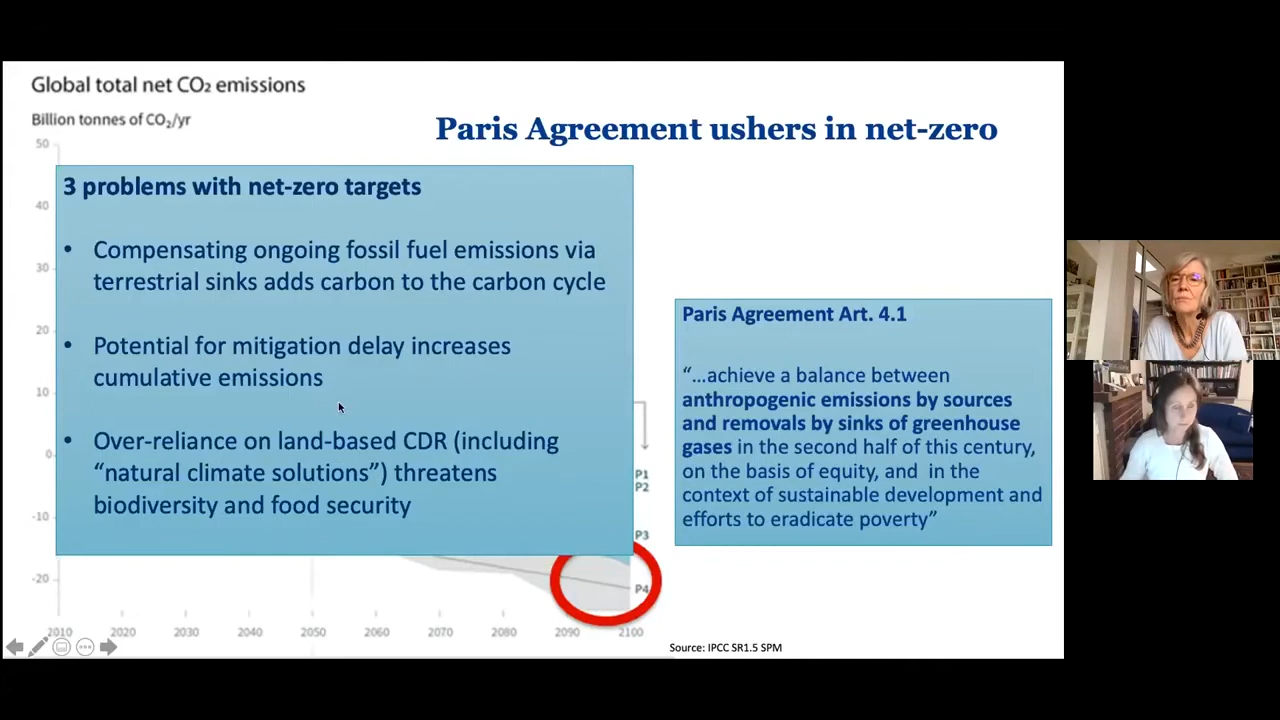 Global total net CO₂ emissions
Billion tonnes of CO₂/yr
Paris Agreement ushers in net-zero
50
40
30
20
10
0
-10
-20
3 problems with net-zero targets
• Compensating ongoing fossil fuel emissions via
terrestrial sinks adds carbon to the carbon cycle
• Potential for mitigation delay increases
cumulative emissions
• Over-reliance on land-based CDR (including
“natural climate solutions”) threatens
biodiversity and food security
P1
P2
P3
P4
2010 2020 2030 2040 2050 2060 2070 2080 2090 2100
Paris Agreement Art. 4.1
“…achieve a balance between
anthropogenic emissions by sources
and removals by sinks of greenhouse
gases in the second half of this century,
on the basis of equity, and in the
context of sustainable development and
efforts to eradicate poverty”
Source: IPCC SR1.5 SPM